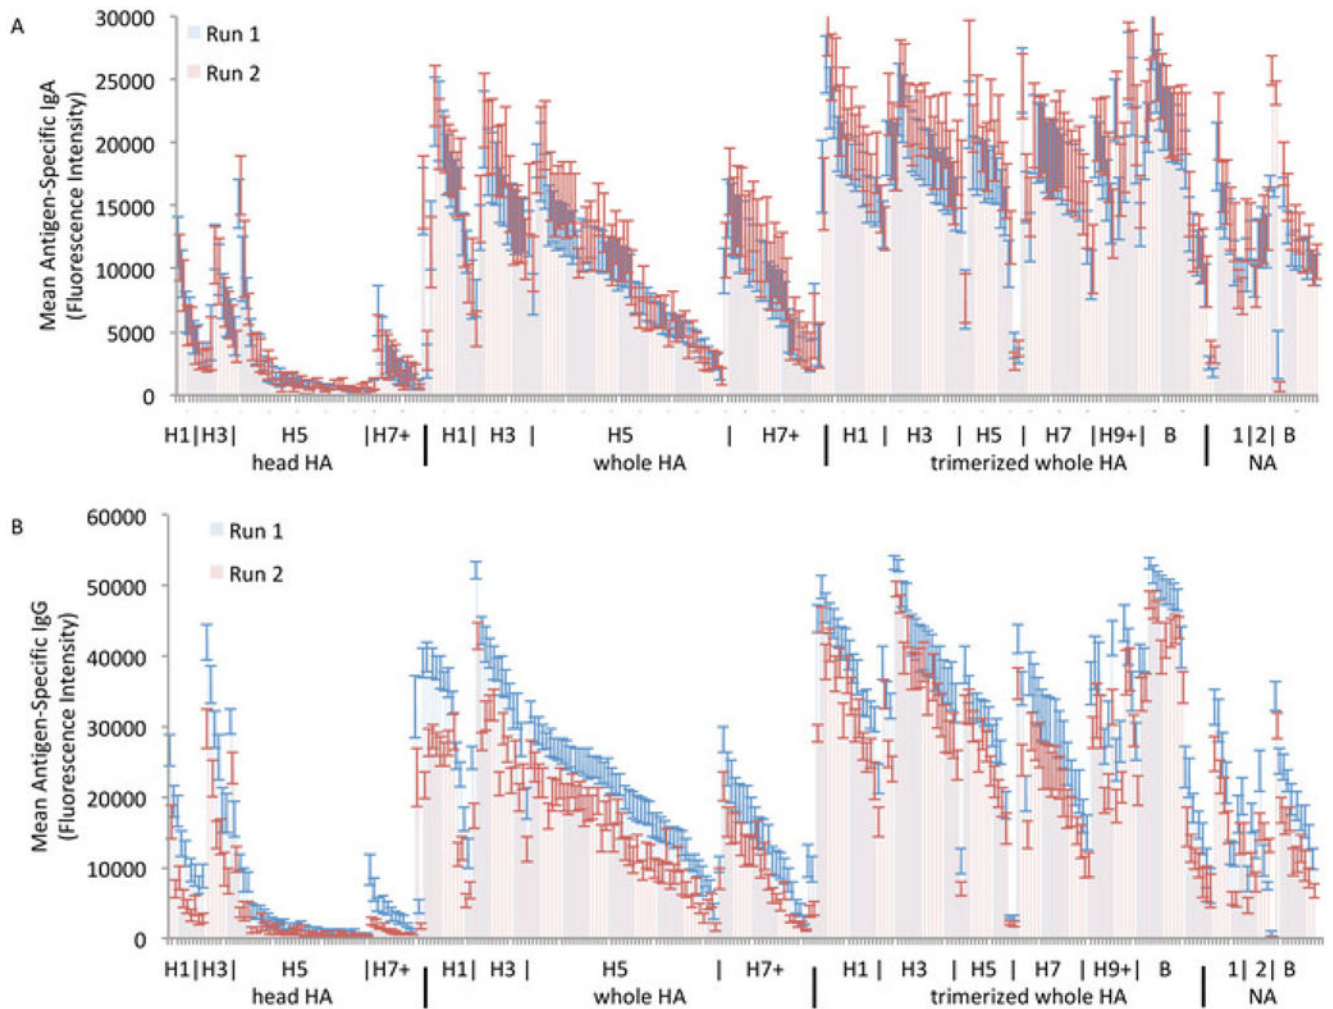 A
Mean Antigen-Specific IgA
(Fluorescence Intensity)
30000
25000
20000
15000
10000
5000
0
Run 1
Run 2
H1|H3| H5 |H7+ | H1| H3 | H5 | H7+ | H1 | H3 | H5 | H7 |H9+| B | 1|2| B
head HA whole HA trimerized whole HA NA
B
Mean Antigen-Specific IgG
(Fluorescence Intensity)
60000
50000
40000
30000
20000
10000
0
Run 1
Run 2
H1|H3| H5 |H7+ | H1| H3 | H5 | H7+ | H1 | H3 | H5 | H7 | H9+| B | 1|2| B
head HA whole HA trimerized whole HA NA